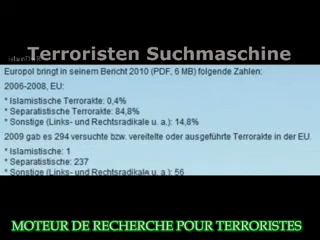 Terroristen Suchmaschine
Europol bringt in seinem Bericht 2010 (PDF, 6 MB) folgende Zahlen:
2006-2008, EU:
* Islamistische Terrorakte: 0,4%
* Separatistische Terrorakte: 84,8%
* Sonstige (Links- und Rechtsradikale u. a.): 14,8%
2009 gab es 294 versuchte bzw. vereitelte oder ausgeführte Terrorakte in der EU.
* Islamistische: 1
* Separatistische: 237
* Sonstige (Links- und Rechtsradikale u. a.): 56
MOTEUR DE RECHERCHE POUR TERRORISTES